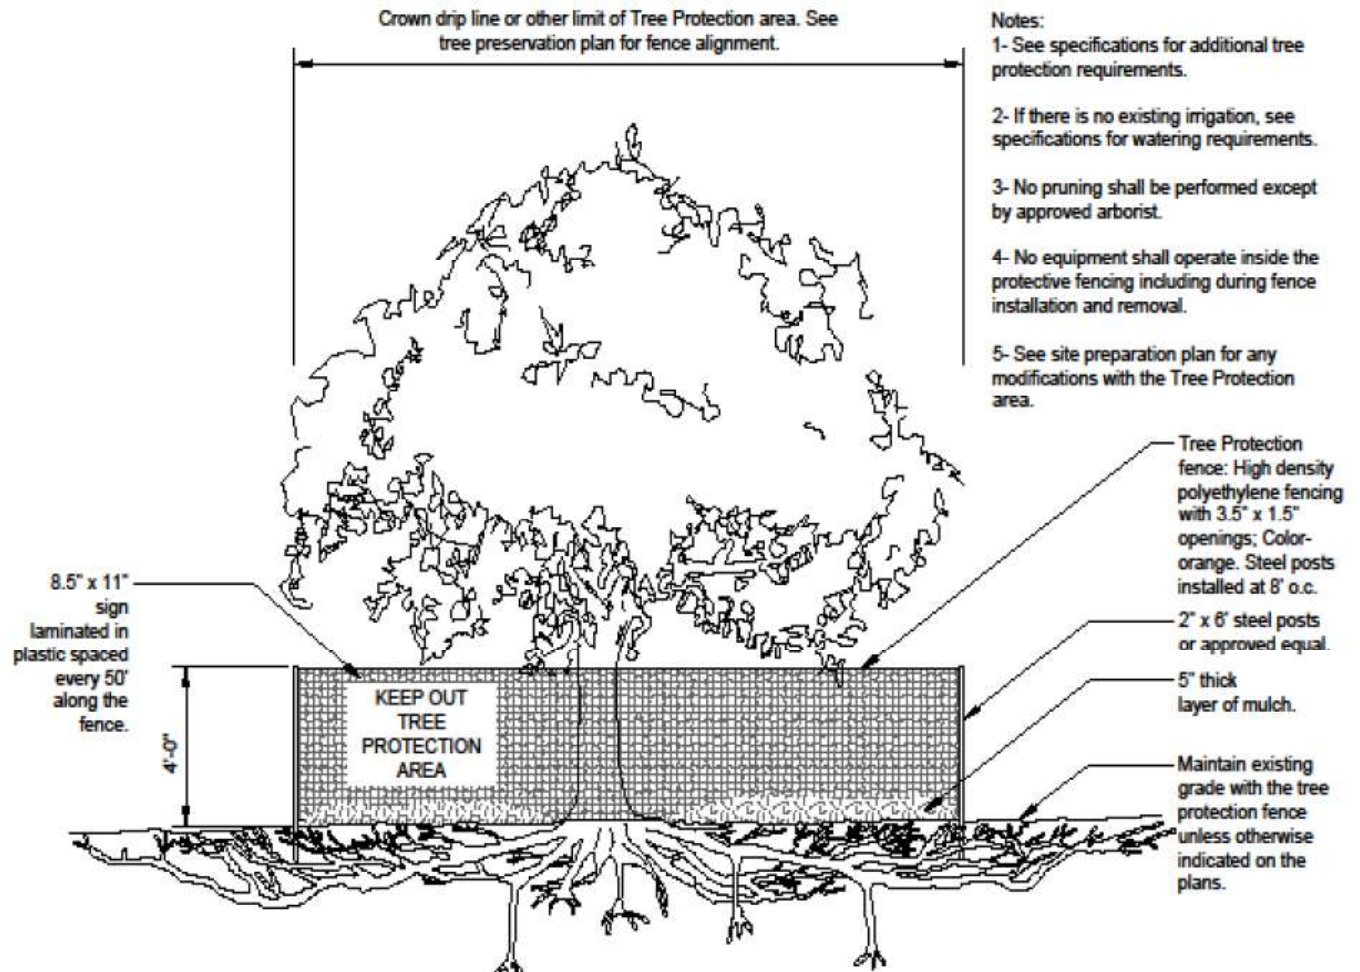 Crown drip line or other limit of Tree Protection area. See
tree preservation plan for fence alignment.
Notes:
1- See specifications for additional tree
protection requirements.
2- If there is no existing irrigation, see
specifications for watering requirements.
3- No pruning shall be performed except
by approved arborist.
4- No equipment shall operate inside the
protective fencing including during fence
installation and removal.
5- See site preparation plan for any
modifications with the Tree Protection
area.
Tree Protection
fence: High density
polyethylene fencing
with 3.5" x 1.5"
openings; Color-
orange. Steel posts
installed at 8' o.c.
2" x 6' steel posts
or approved equal.
5" thick
layer of mulch.
Maintain existing
grade with the tree
protection fence
unless otherwise
indicated on the
plans.
8.5" x 11"
sign
laminated in
plastic spaced
every 50'
along the
fence.
4'-0"
KEEP OUT
TREE
PROTECTION
AREA